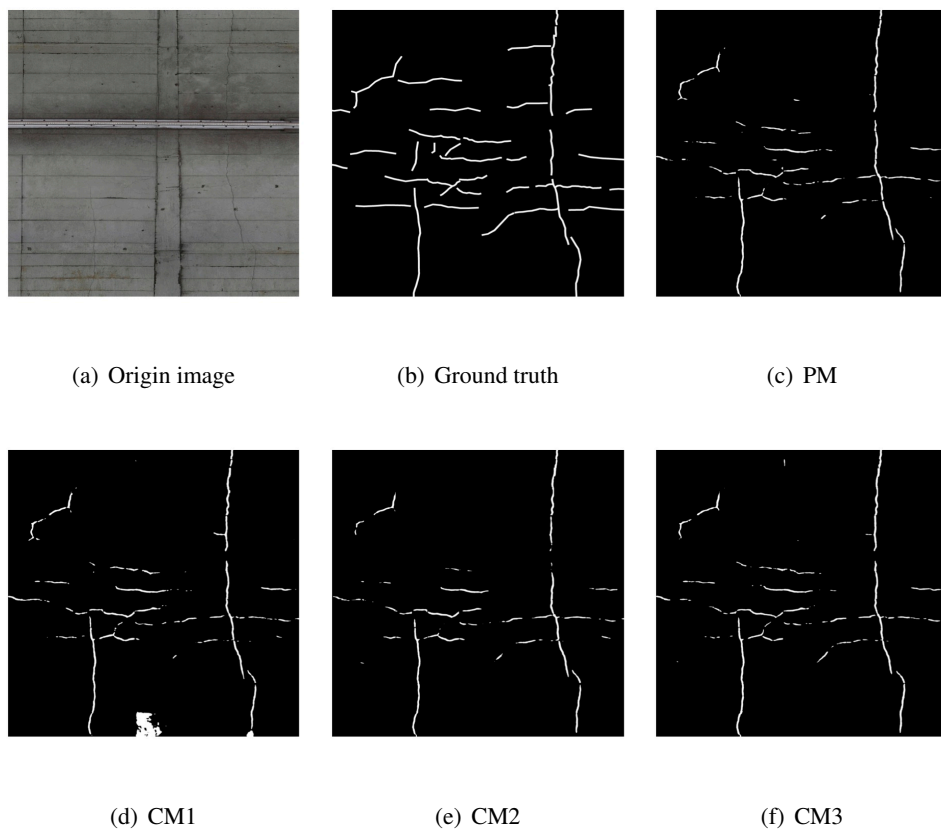 (a) Origin image
(b) Ground truth
(c) PM
(d) CM1
(e) CM2
(f) CM3